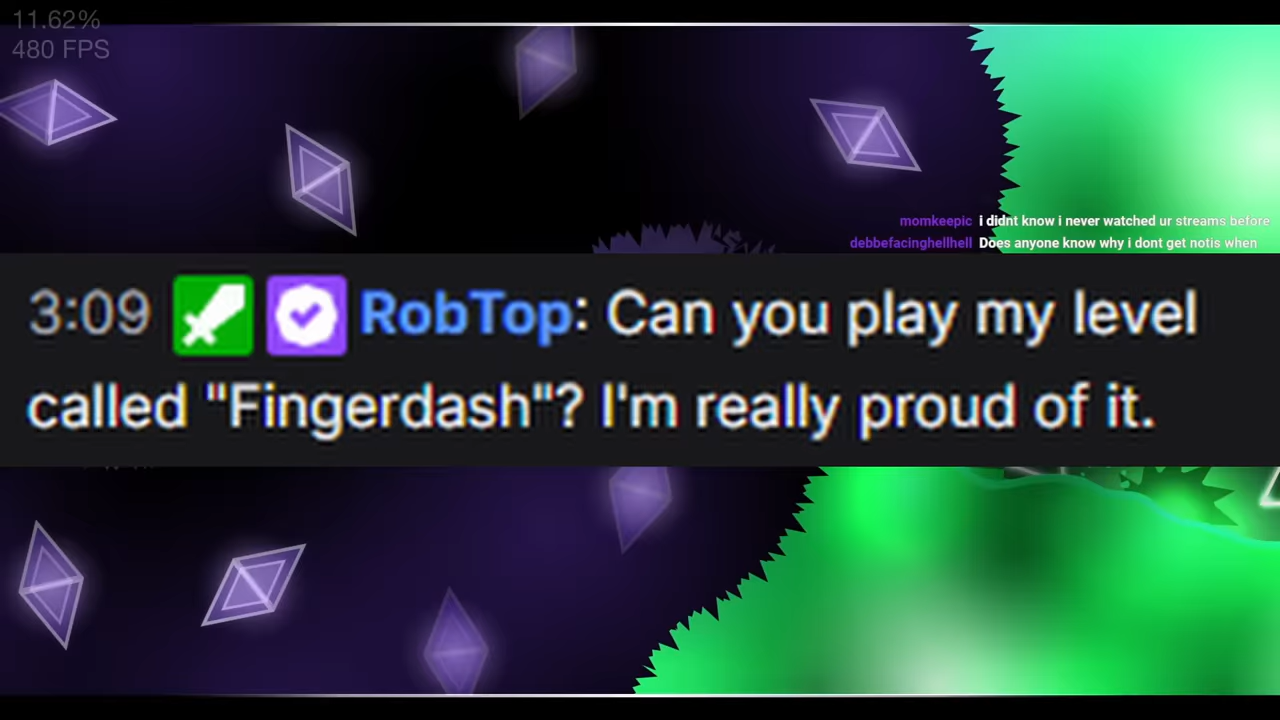 11.62%
480 FPS
momkeepic i didnt know i never watched ur streams before
debbefacinghellhell Does anyone know why i dont get notis when
3:09 RobTop: Can you play my level
called "Fingerdash"? I'm really proud of it.